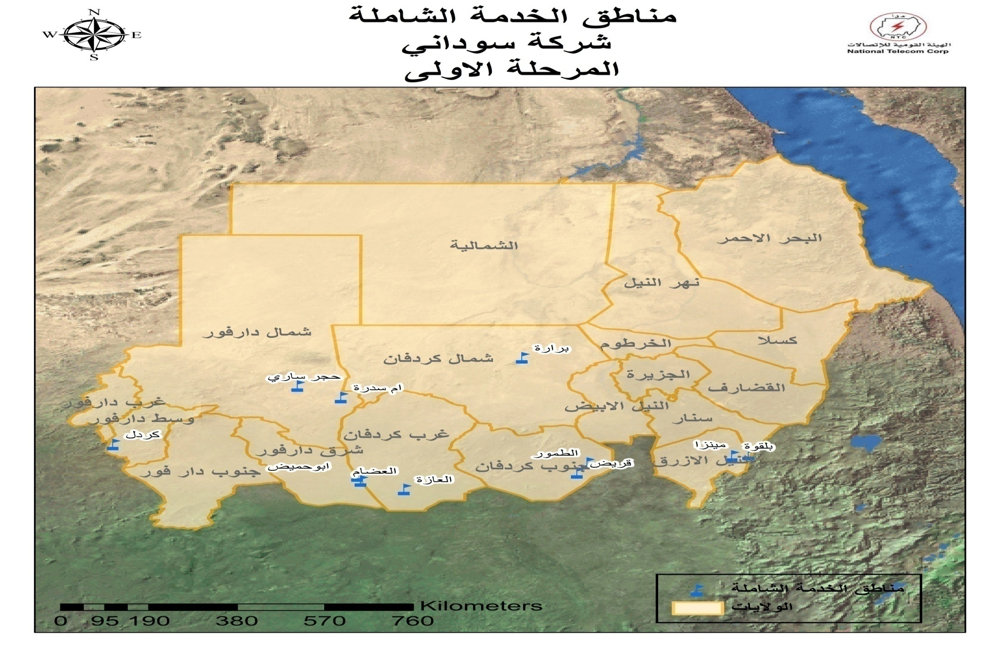 مناطق الخدمة الشاملة
شركة سوداني
المرحلة الاولى
N
W E
S
ه ق أ
NTC
الهيئة القومية للإتصالات
National Telecom Corp
البحر الاحمر
الشمالية
نهر النيل
شمال دارفور
كسلا
الخرطوم
برارة
شمال كردفان
الجزيرة
حجر ساري
القضارف
ام سدرة
غرب دارفور
النيل الابيض
وسط دارفور
سنار
كردل
غرب كردفان
بلقوة
مينزا
شرق دارفور
الطمور
النيل الازرق
قريض
جنوب كردفان
ابوحميض
جنوب دار فور
العضام
العازة
مناطق الخدمة الشاملة
الولايات
Kilometers
0 95 190 380 570 760